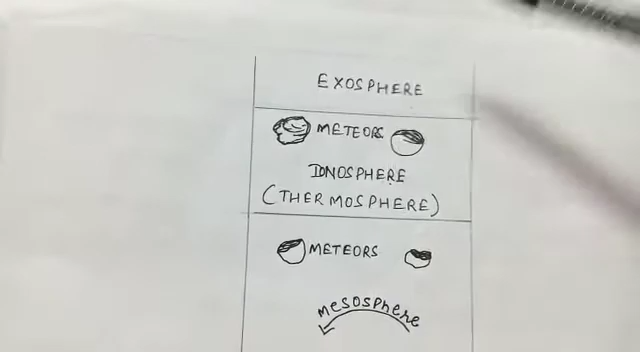 EXOSPHERE
METEORS
IONOSPHERE
(THERMOSPHERE)
METEORS
mesosphere